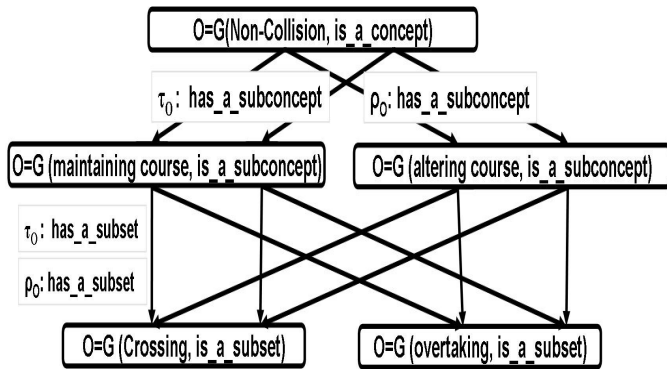 O=G(Non-Collision, is_a_concept)
τ₀: has_a_subconcept
ρ₀: has_a_subconcept
O=G (maintaining course, is_a_subconcept)
O=G (altering course, is_a_subconcept)
τ₀: has_a_subset
ρ₀: has_a_subset
O=G (Crossing, is_a_subset)
O=G (overtaking, is_a_subset)